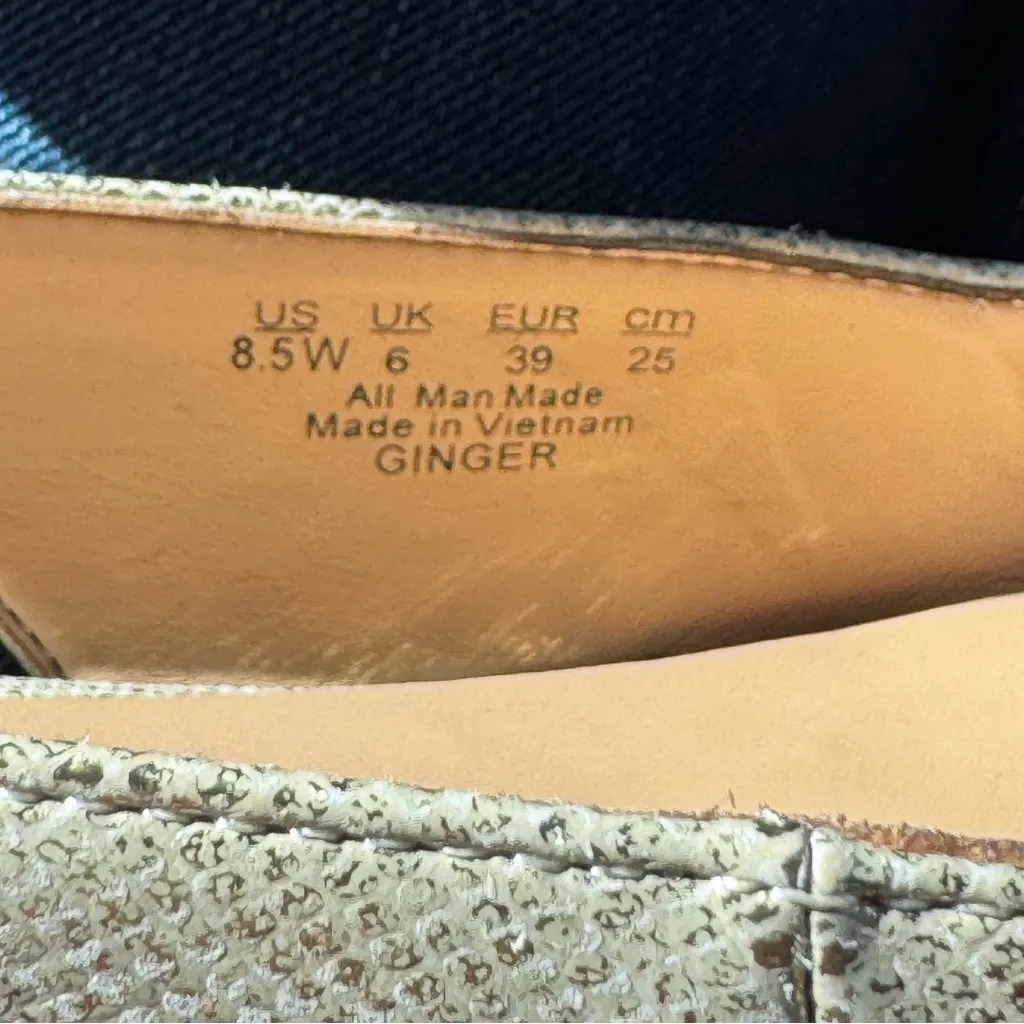 US UK EUR cm
8.5W 6 39 25
All Man Made
Made in Vietnam
GINGER